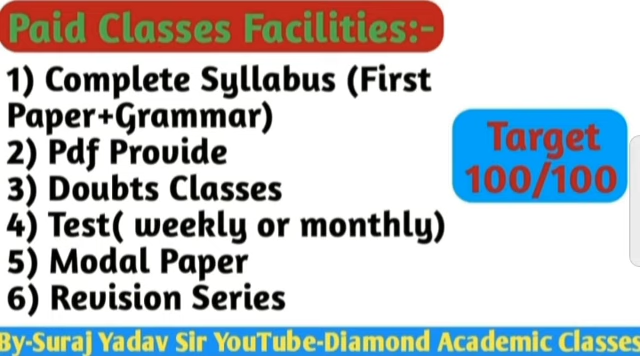 Paid Classes Facilities:-
1) Complete Syllabus (First
Paper+Grammar)
2) Pdf Provide
3) Doubts Classes
4) Test( weekly or monthly)
5) Modal Paper
6) Revision Series
Target
100/100
By-Suraj Yadav Sir YouTube-Diamond Academic Classes